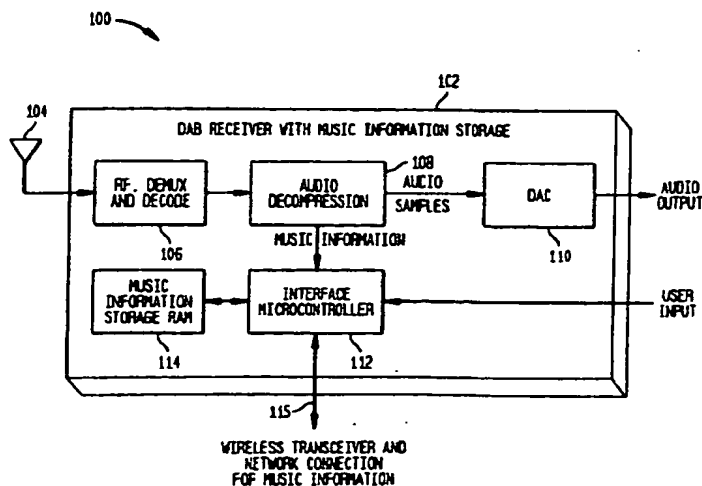 100
102
104
DAB RECEIVER WITH MUSIC INFORMATION STORAGE
RF. DEMUX
AND DECODE
106
AUDIO
DECOMPRESSION
108
AUDIO
SAMPLES
DAC
110
AUDIO
OUTPUT
MUSIC INFORMATION
MUSIC
INFORMATION
STORAGE RAM
114
INTERFACE
MICROCONTROLLER
112
USER
INPUT
115
WIRELESS TRANSCEIVER AND
NETWORK CONNECTION
FOF MUSIC INFORMATION